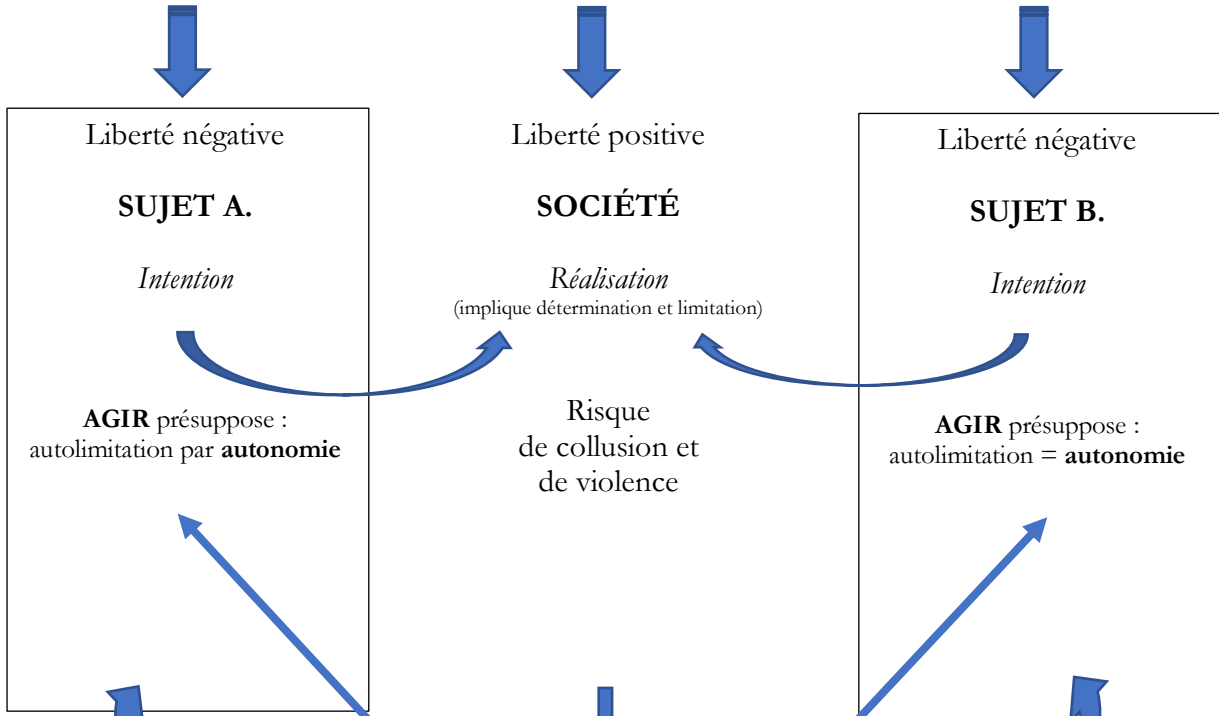 Liberté négative
SUJET A.
Intention
AGIR présuppose :
autolimitation par autonomie
Liberté positive
SOCIÉTÉ
Réalisation
(implique détermination et limitation)
Risque
de collusion et
de violence
Liberté négative
SUJET B.
Intention
AGIR présuppose :
autolimitation = autonomie